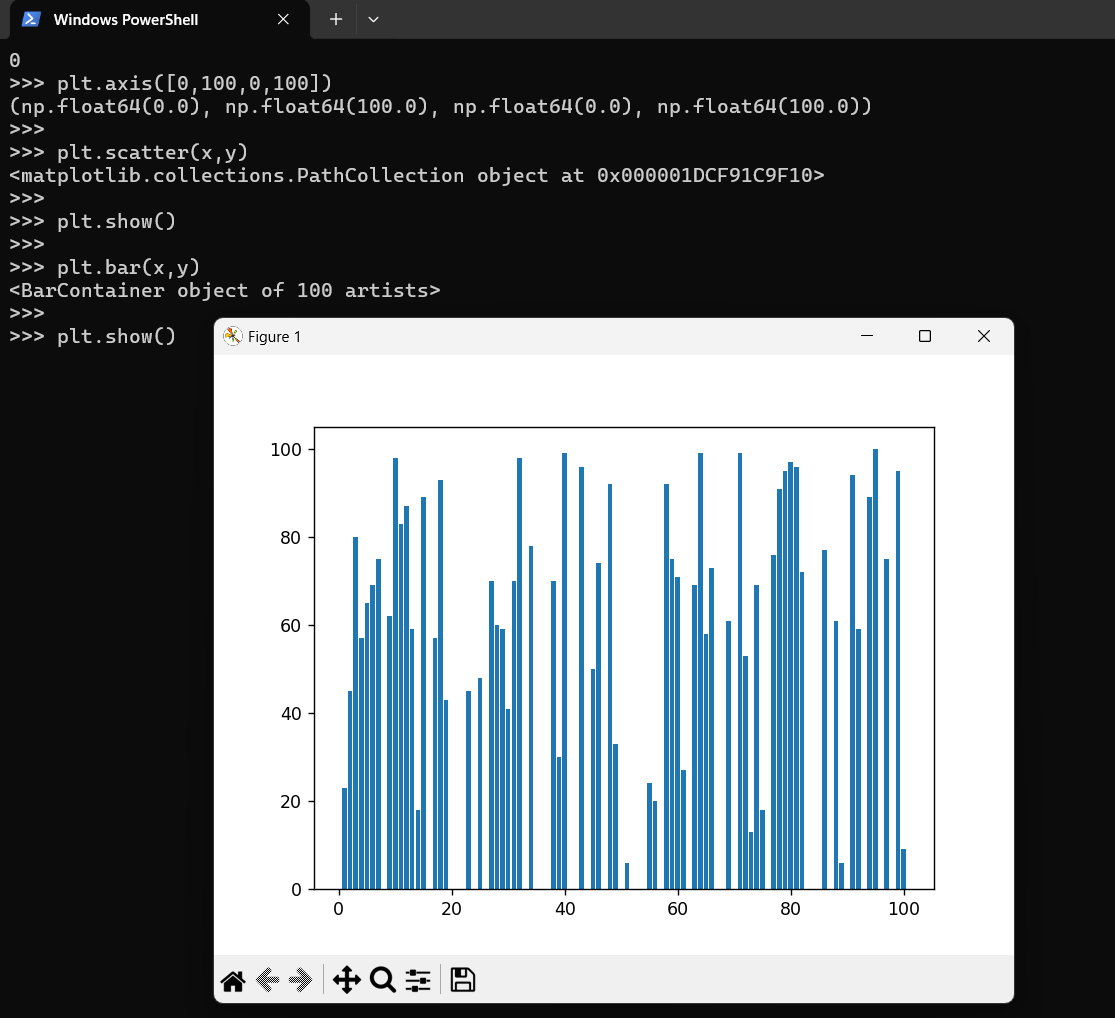 Windows PowerShell
0
>>> plt.axis([0,100,0,100])
(np.float64(0.0), np.float64(100.0), np.float64(0.0), np.float64(100.0))
>>>
>>> plt.scatter(x,y)
<matplotlib.collections.PathCollection object at 0x000001DCF91C9F10>
>>>
>>> plt.show()
>>>
>>> plt.bar(x,y)
<BarContainer object of 100 artists>
>>>
>>> plt.show()
Figure 1
100
80
60
40
20
0
0 20 40 60 80 100